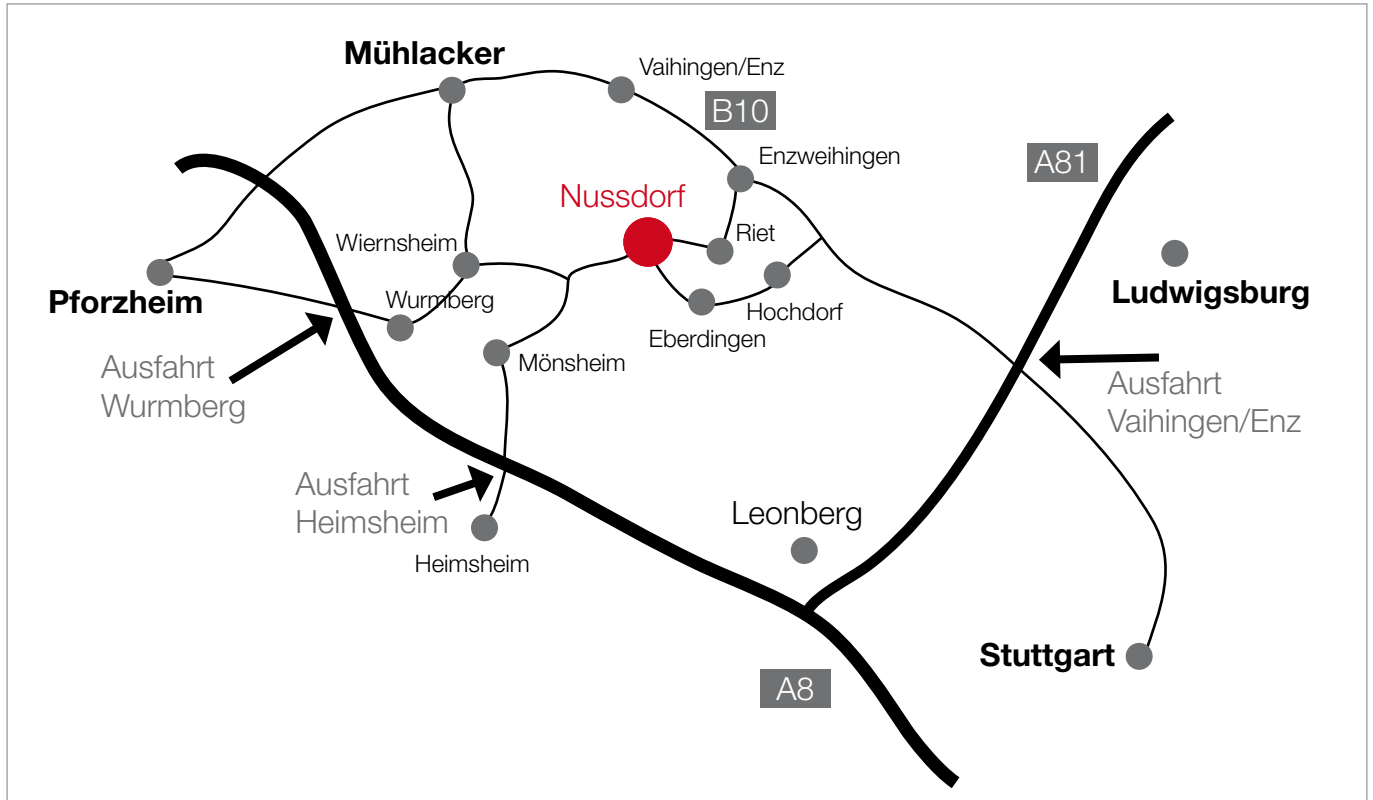 Mühlacker
Vaihingen/Enz
B10
Enzweihingen
A81
Nussdorf
Riet
Wiernsheim
Ludwigsburg
Pforzheim
Wurmberg
Hochdorf
Eberdingen
Mönsheim
Ausfahrt
Wurmberg
Ausfahrt
Vaihingen/Enz
Ausfahrt
Heimsheim
Leonberg
Heimsheim
Stuttgart
A8